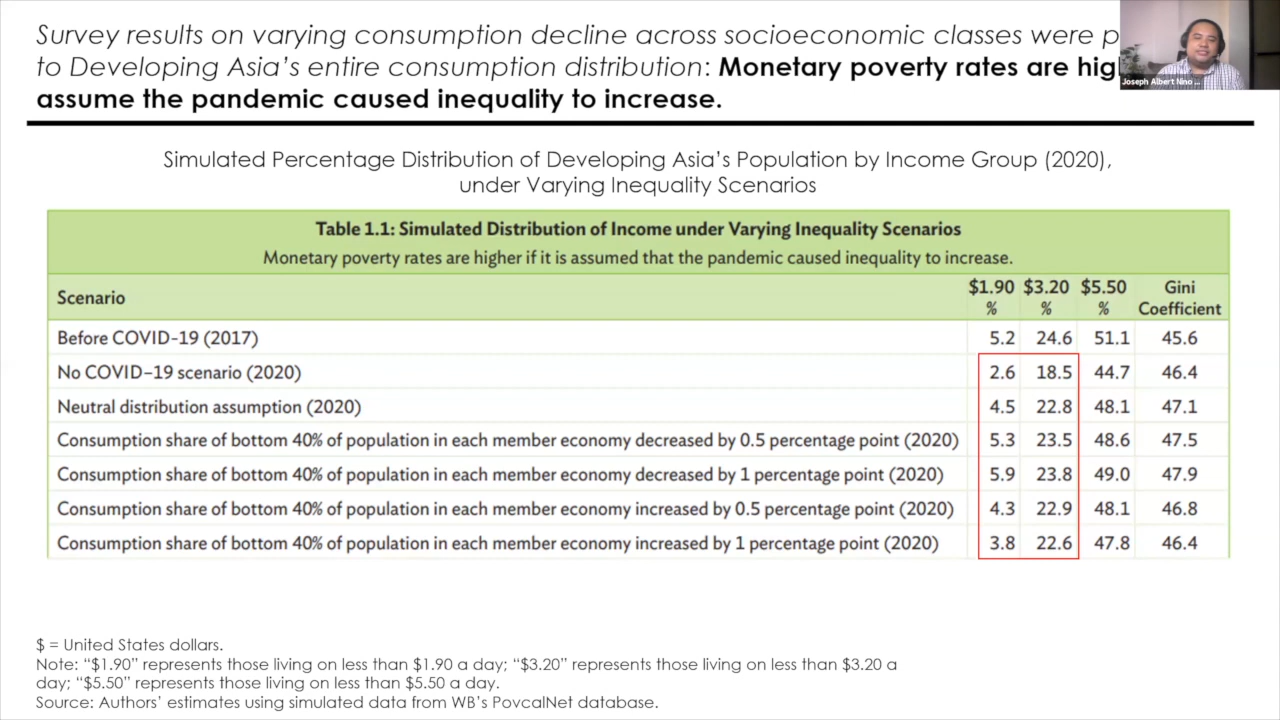 Survey results on varying consumption decline across socioeconomic classes were
to Developing Asia's entire consumption distribution: Monetary poverty rates are
assume the pandemic caused inequality to increase.
Joseph Albert Nino ...
Simulated Percentage Distribution of Developing Asia's Population by Income Group (2020),
under Varying Inequality Scenarios
Table 1.1: Simulated Distribution of Income under Varying Inequality Scenarios
Monetary poverty rates are higher if it is assumed that the pandemic caused inequality to increase.
Scenario $1.90 % $3.20 % $5.50 % Gini Coefficient
Before COVID-19 (2017) 5.2 24.6 51.1 45.6
No COVID–19 scenario (2020) 2.6 18.5 44.7 46.4
Neutral distribution assumption (2020) 4.5 22.8 48.1 47.1
Consumption share of bottom 40% of population in each member economy decreased by 0.5 percentage point (2020) 5.3 23.5 48.6 47.5
Consumption share of bottom 40% of population in each member economy decreased by 1 percentage point (2020) 5.9 23.8 49.0 47.9
Consumption share of bottom 40% of population in each member economy increased by 0.5 percentage point (2020) 4.3 22.9 48.1 46.8
Consumption share of bottom 40% of population in each member economy increased by 1 percentage point (2020) 3.8 22.6 47.8 46.4
$ = United States dollars.
Note: "$1.90" represents those living on less than $1.90 a day; "$3.20" represents those living on less than $3.20 a
day; "$5.50" represents those living on less than $5.50 a day.
Source: Authors' estimates using simulated data from WB's PovcalNet database.